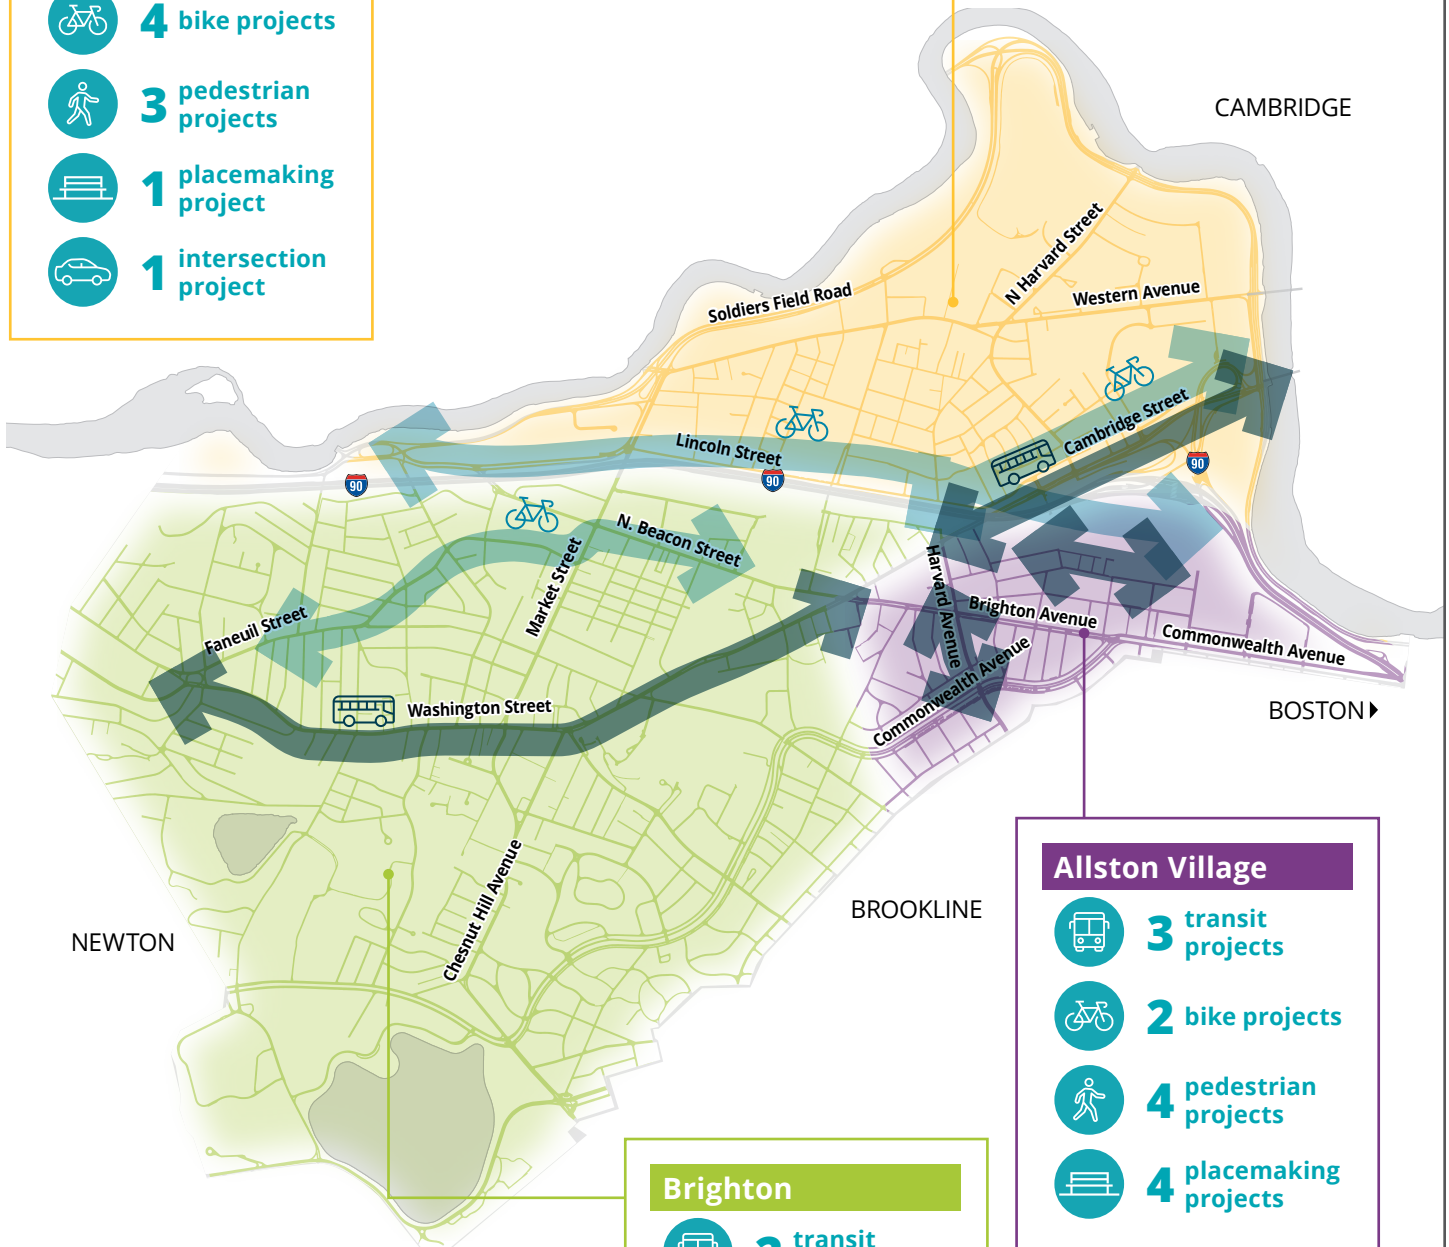 4 bike projects
3 pedestrian
projects
1 placemaking
project
1 intersection
project
CAMBRIDGE
N Harvard Street
Soldiers Field Road
Western Avenue
Cambridge Street
Lincoln Street
90
90
90
N. Beacon Street
Market Street
Harvard Avenue
Faneuil Street
Brighton Avenue
Commonwealth Avenue
Commonwealth Avenue
Washington Street
BOSTON
Chesnut Hill Avenue
BROOKLINE
NEWTON
Allston Village
3 transit
projects
2 bike projects
4 pedestrian
projects
4 placemaking
projects
Brighton
transit